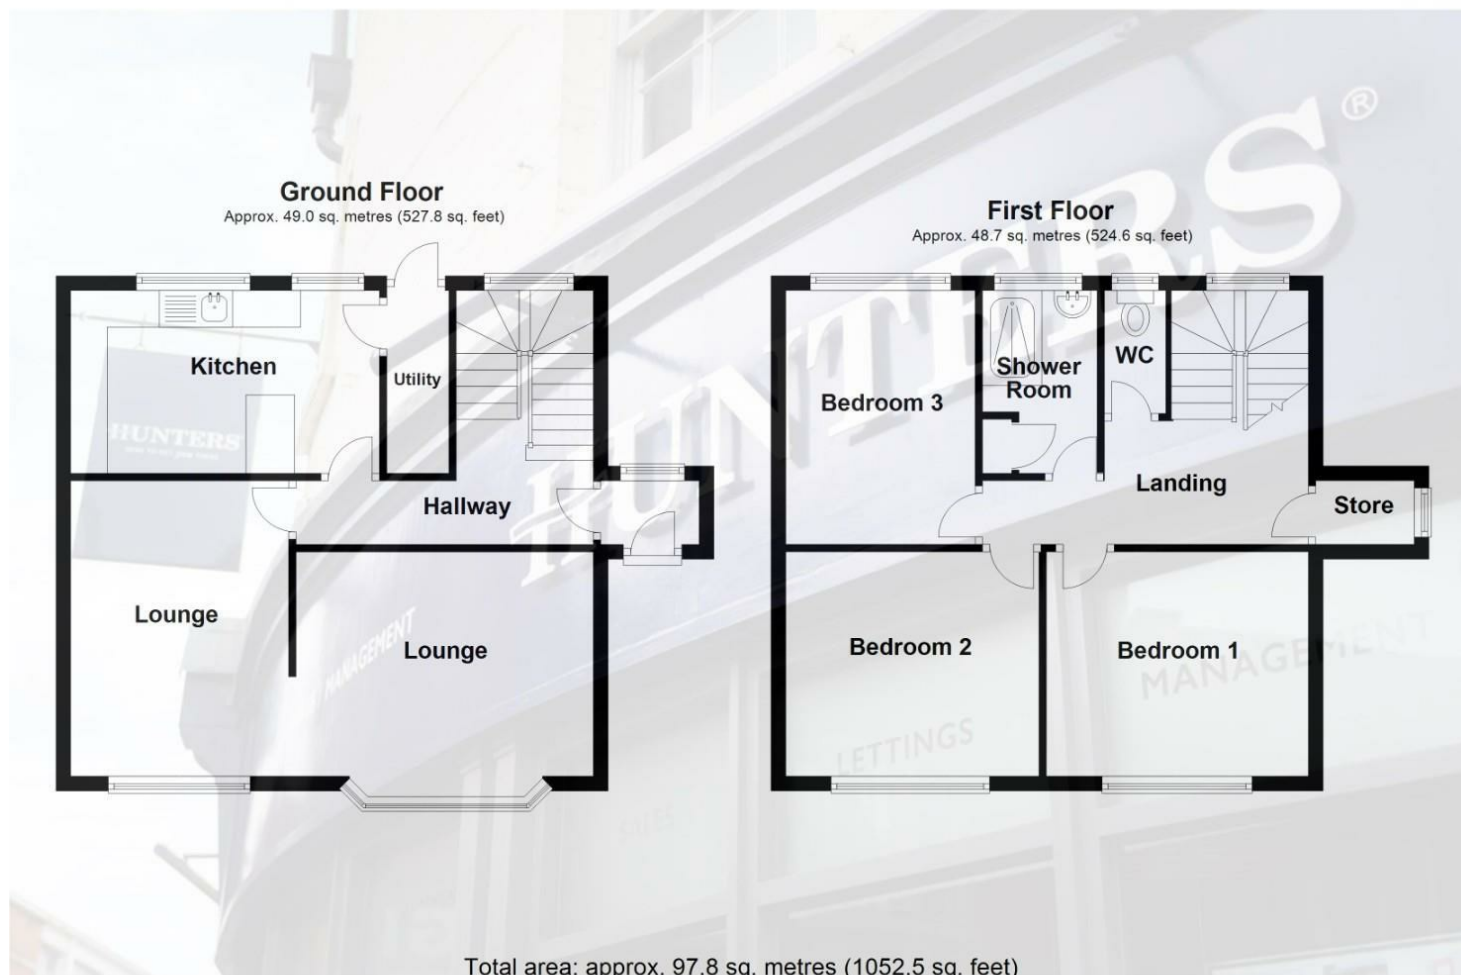 Ground Floor
Approx. 49.0 sq. metres (527.8 sq. feet)
Kitchen
Utility
Hallway
Lounge
Lounge
First Floor
Approx. 48.7 sq. metres (524.6 sq. feet)
Bedroom 3
Shower
Room
WC
Landing
Store
Bedroom 2
Bedroom 1
HUNTERS®
HUNTERS
MANAGEMENT
LETTINGS
MANAGEMENT
SALES
Total area: approx. 97.8 sq. metres (1052.5 sq. feet)